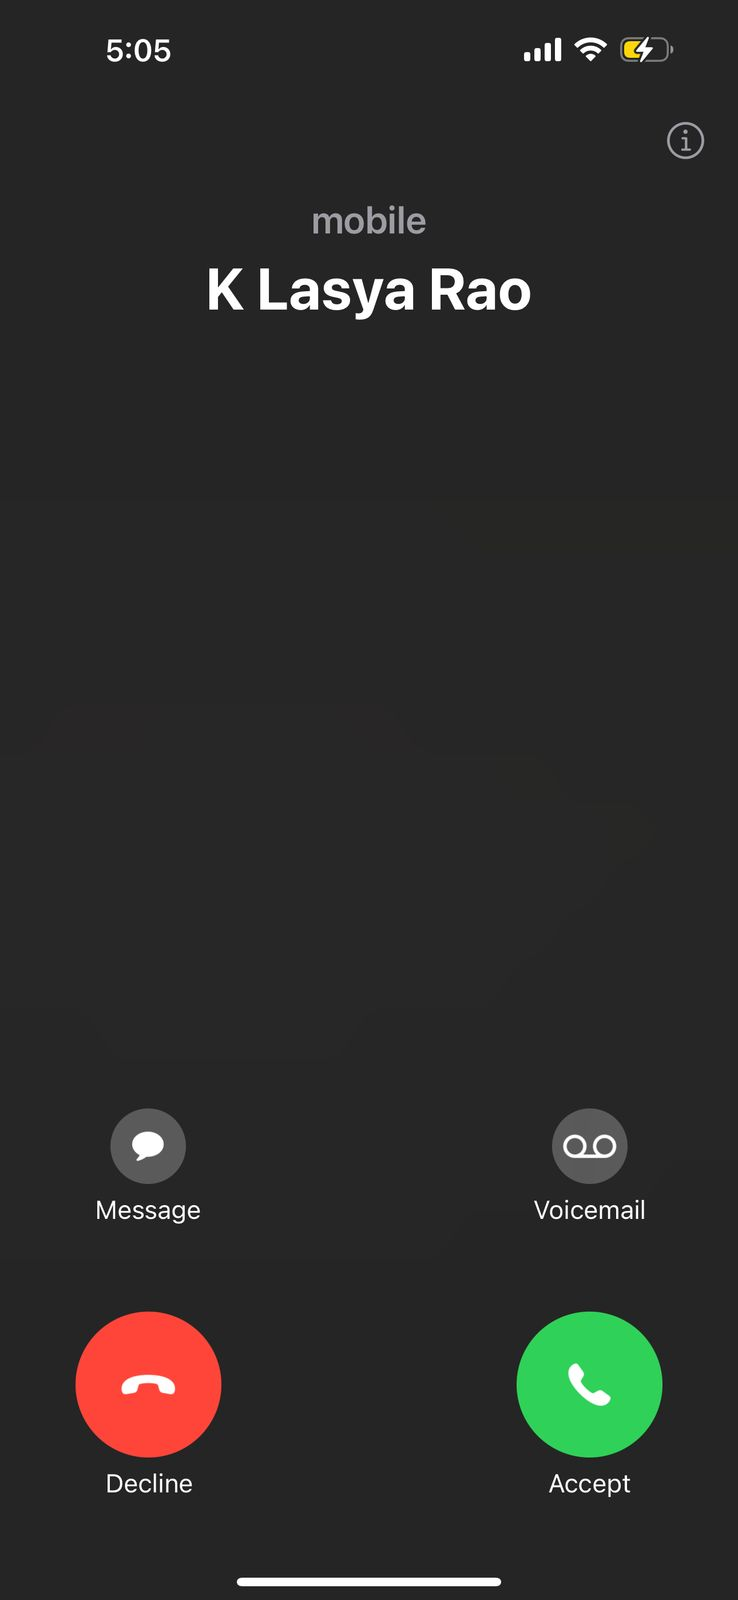 5:05
mobile
K Lasya Rao
Message
Voicemail
Decline
Accept